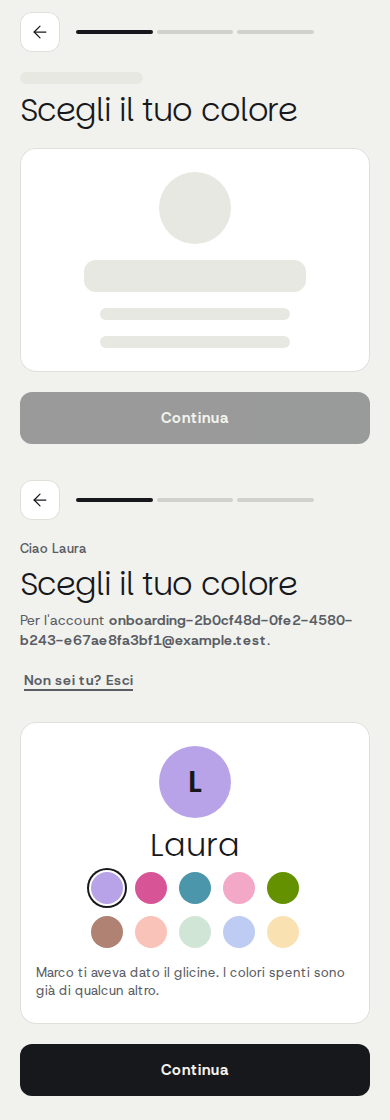 Scegli il tuo colore
Continua
Ciao Laura
Scegli il tuo colore
Per l'account onboarding-2b0cf48d-0fe2-4580-
b243-e67ae8fa3bf1@example.test.
Non sei tu? Esci
L
Laura
Marco ti aveva dato il glicine. I colori spenti sono
già di qualcun altro.
Continua